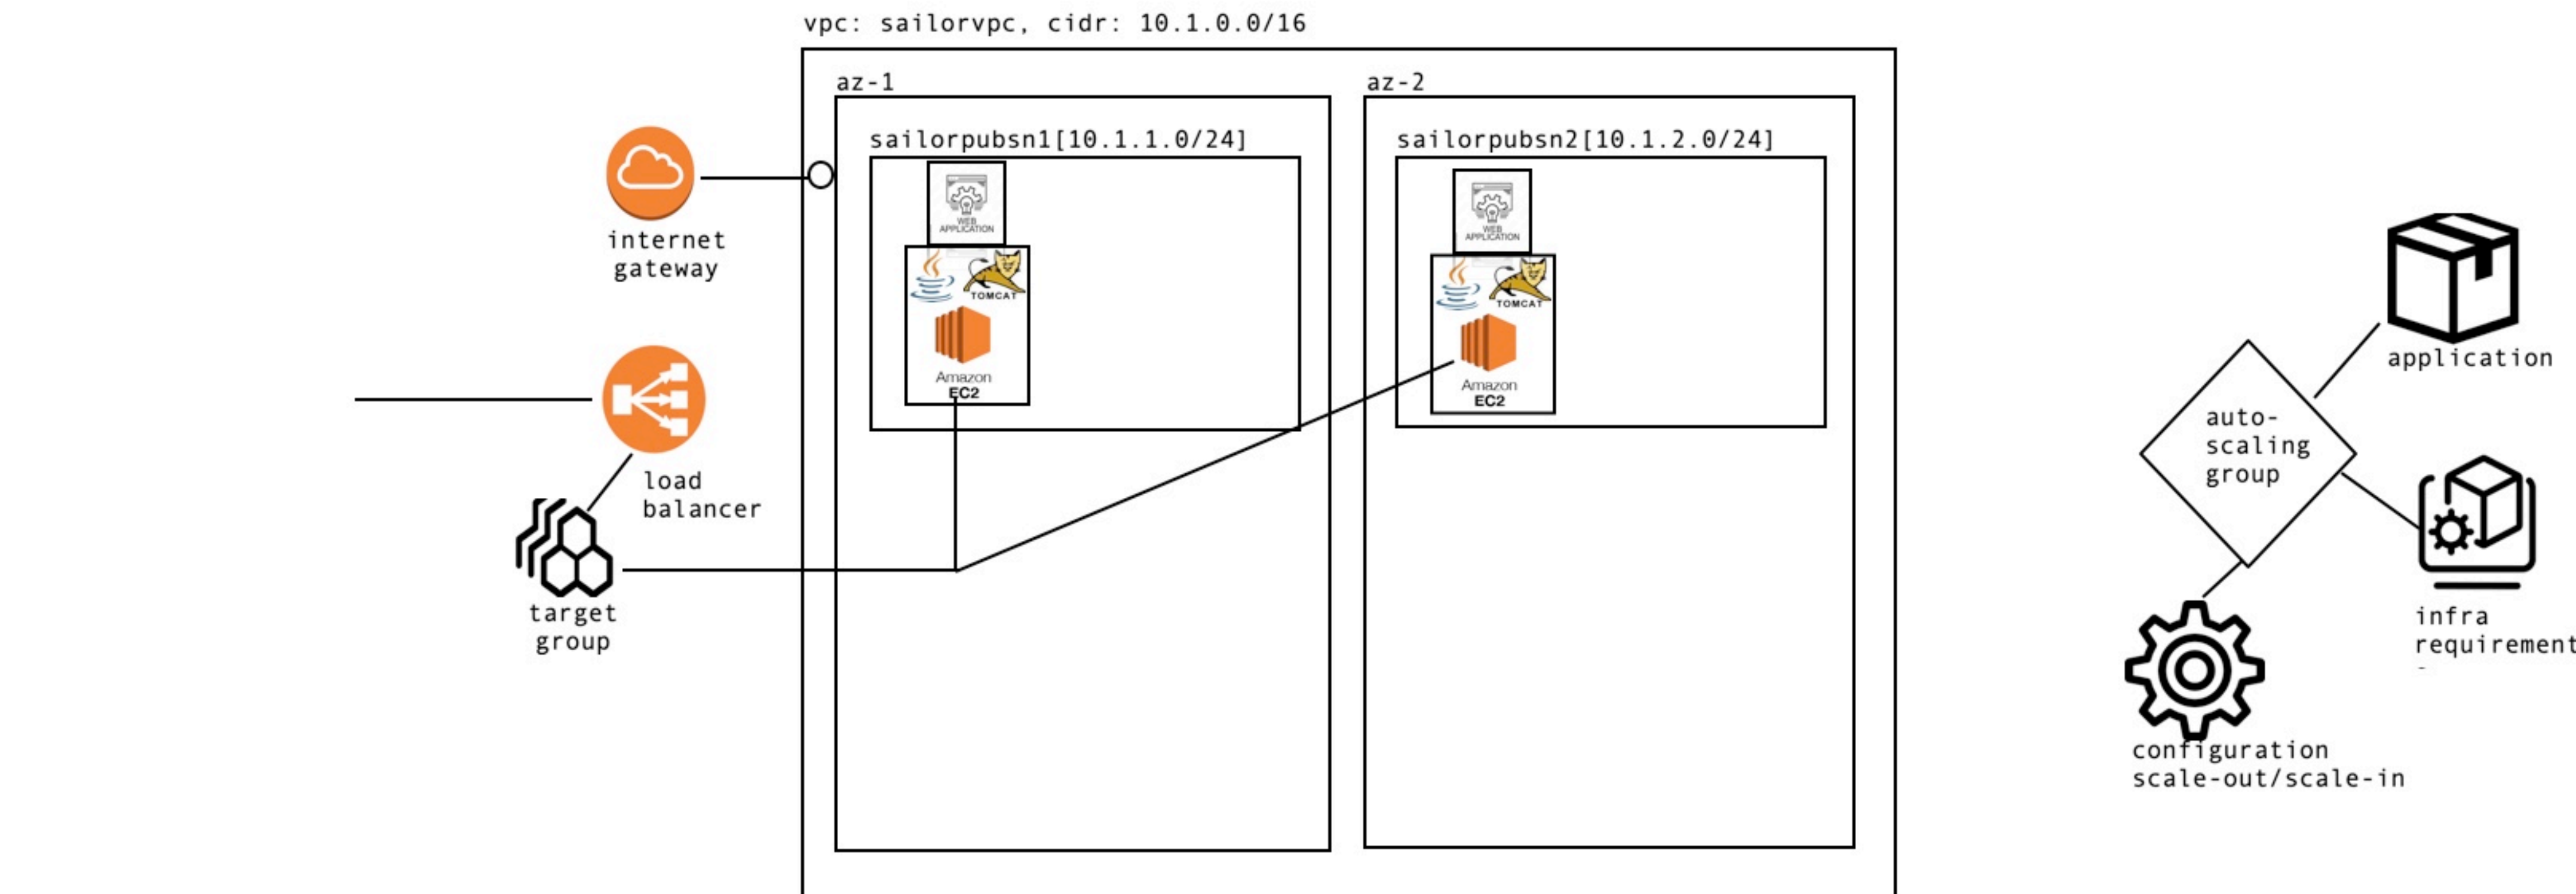 vpc: sailorvpc, cidr: 10.1.0.0/16
az-1
az-2
sailorpubsn1[10.1.1.0/24]
sailorpubsn2[10.1.2.0/24]
WEB
APPLICATION
WEB
APPLICATION
internet
gateway
TOMCAT
TOMCAT
Amazon
EC2
Amazon
EC2
load
balancer
target
group
application
auto-
scaling
group
infra
requirement
configuration
scale-out/scale-in